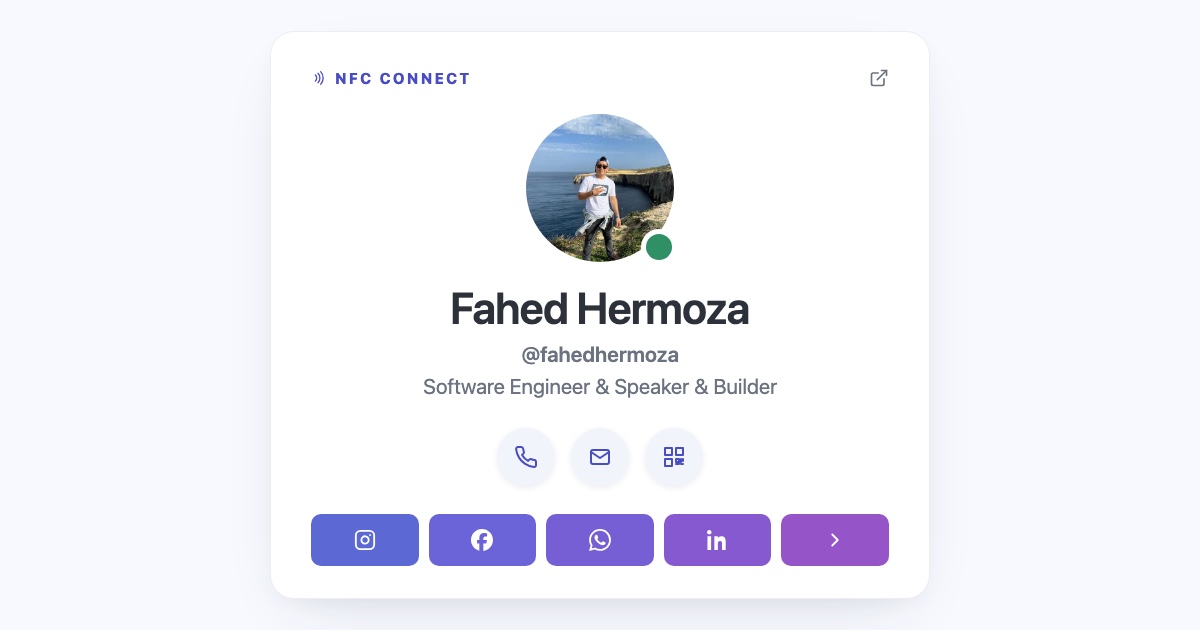 NFC CONNECT
Fahed Hermoza
@fahedhermoza
Software Engineer & Speaker & Builder